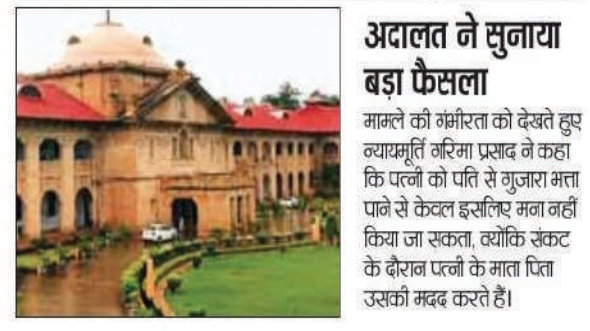 अदालत ने सुनाया
बड़ा फैसला
मामले की गंभीरता को देखते हुए
न्यायमूर्ति गरिमा प्रसाद ने कहा
कि पत्नी को पति से गुजारा भत्ता
पाने से केवल इसलिए मना नहीं
किया जा सकता, क्योंकि संकट
के दौरान पत्नी के माता पिता
उसकी मदद करते हैं।